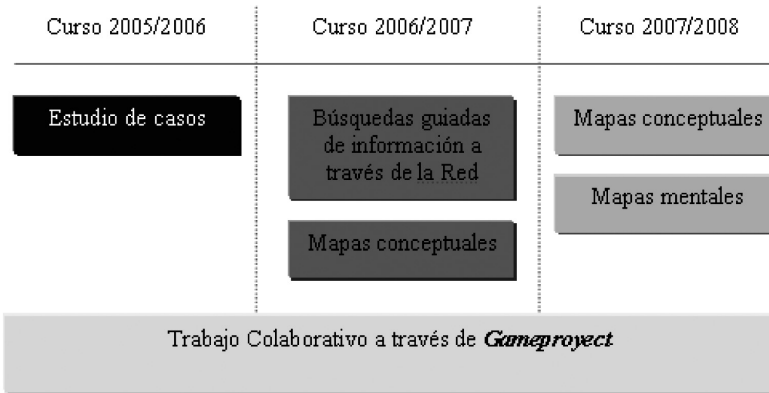 Curso 2005/2006
Curso 2006/2007
Curso 2007/2008
Estudio de casos
Búsquedas guiadas
de información a
través de la Red
Mapas conceptuales
Mapas conceptuales
Mapas mentales
Trabajo Colaborativo a través de Gameproyect